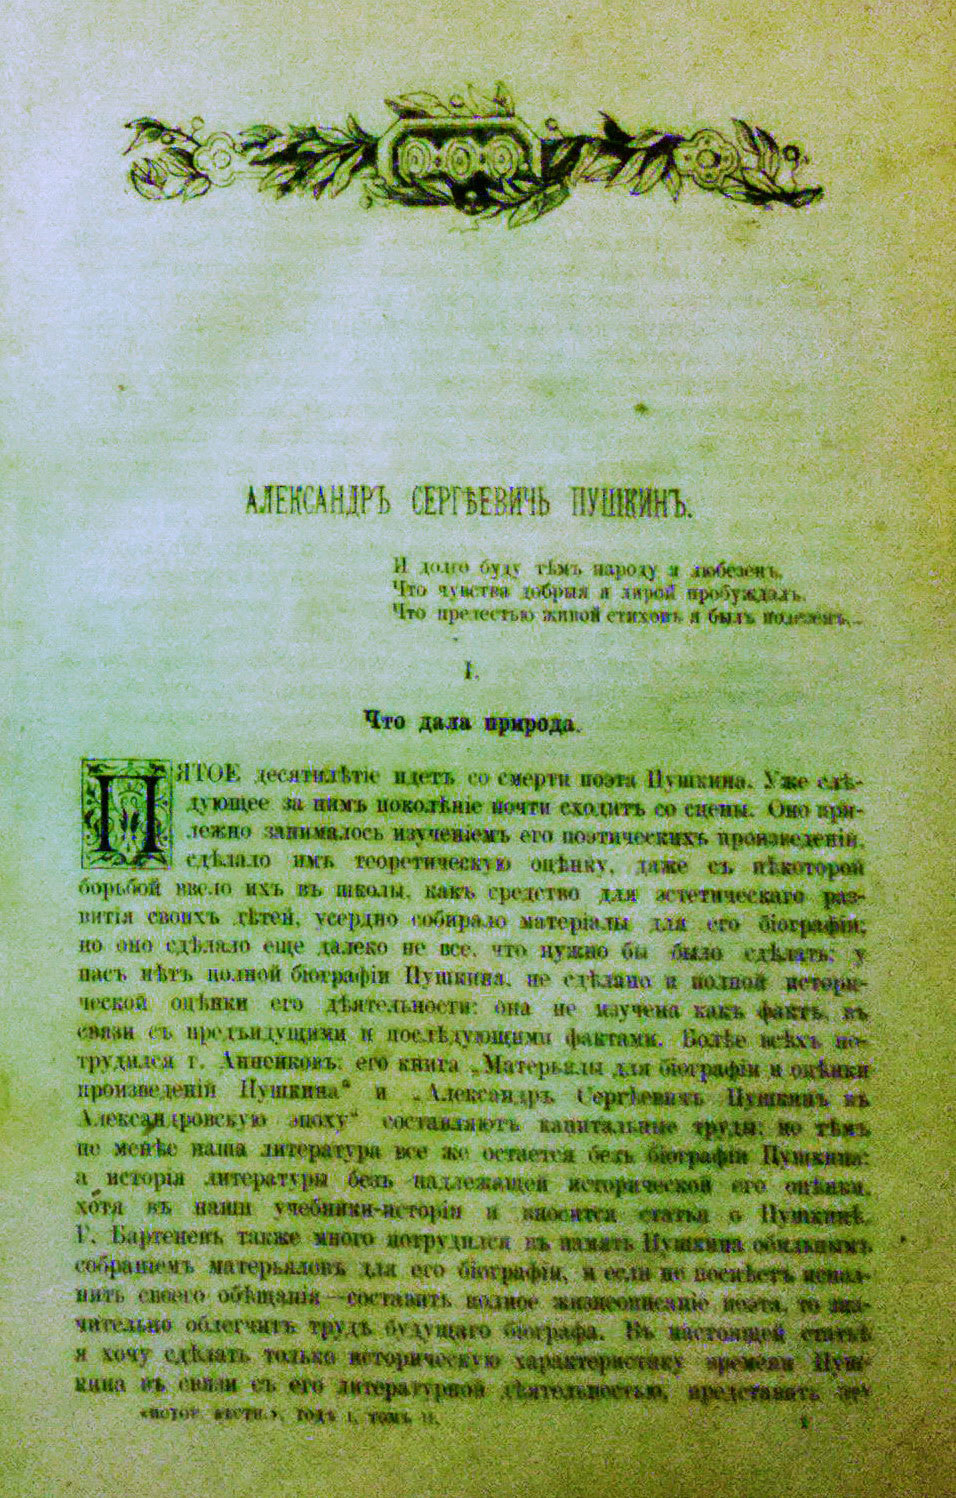 АЛЕКСАНДРЪ СЕРГѢЕВИЧЬ ПУШКИНЪ.
И долго буду тѣмъ народу я любезенъ,
Что чувства добрыя я лирой пробуждалъ,
Что прелестью живой стиховъ я былъ полезенъ...
I.
Что дала природа.
ПЯТОЕ десятилѣтіе идетъ со смерти поэта Пушкина. Уже слѣ-
дующее за нимъ поколѣніе почти сходитъ со сцены. Оно при-
лежно занималось изученіемъ его поэтическихъ произведеній,
сдѣлало имъ теоретическую оцѣнку, даже съ нѣкоторой
борьбой ввело ихъ въ школы, какъ средство для эстетическаго раз-
витія своихъ дѣтей, усердно собирало матеріалы для его біографіи;
но оно сдѣлало еще далеко не все, что нужно бы было сдѣлать: у
насъ нѣтъ полной біографіи Пушкина, не сдѣлано и полной истори-
ческой оцѣнки его дѣятельности: она не изучена какъ фактъ, въ
связи съ предъидущими и послѣдующими фактами. Болѣе всѣхъ по-
трудился г. Анненковъ: его книга „Матерьялы для біографіи и оцѣнки
произведеній Пушкина“ и „Александръ Сергѣевичъ Пушкинъ въ
Александровскую эпоху“ составляютъ капитальные труды; но тѣмъ
не менѣе наша литература все же остается безъ біографіи Пушкина;
а исторія литературы безъ надлежащей исторической его оцѣнки,
хотя въ наши учебники-исторіи и вносятся статьи о Пушкинѣ.
Г. Бартеневъ также много потрудился въ память Пушкина обильнымъ
собраніемъ матерьяловъ для его біографіи, и если не поспѣетъ испол-
нить своего обѣщанія—составить полное жизнеописаніе поэта, то зна-
чительно облегчитъ трудъ будущаго біографа. Въ настоящей статьѣ
я хочу сдѣлать только историческую характеристику времени Пуш-
кина въ связи съ его литературной дѣятельностью, представить эту
«истор. вѣстн.», годъ I, томъ II. 1